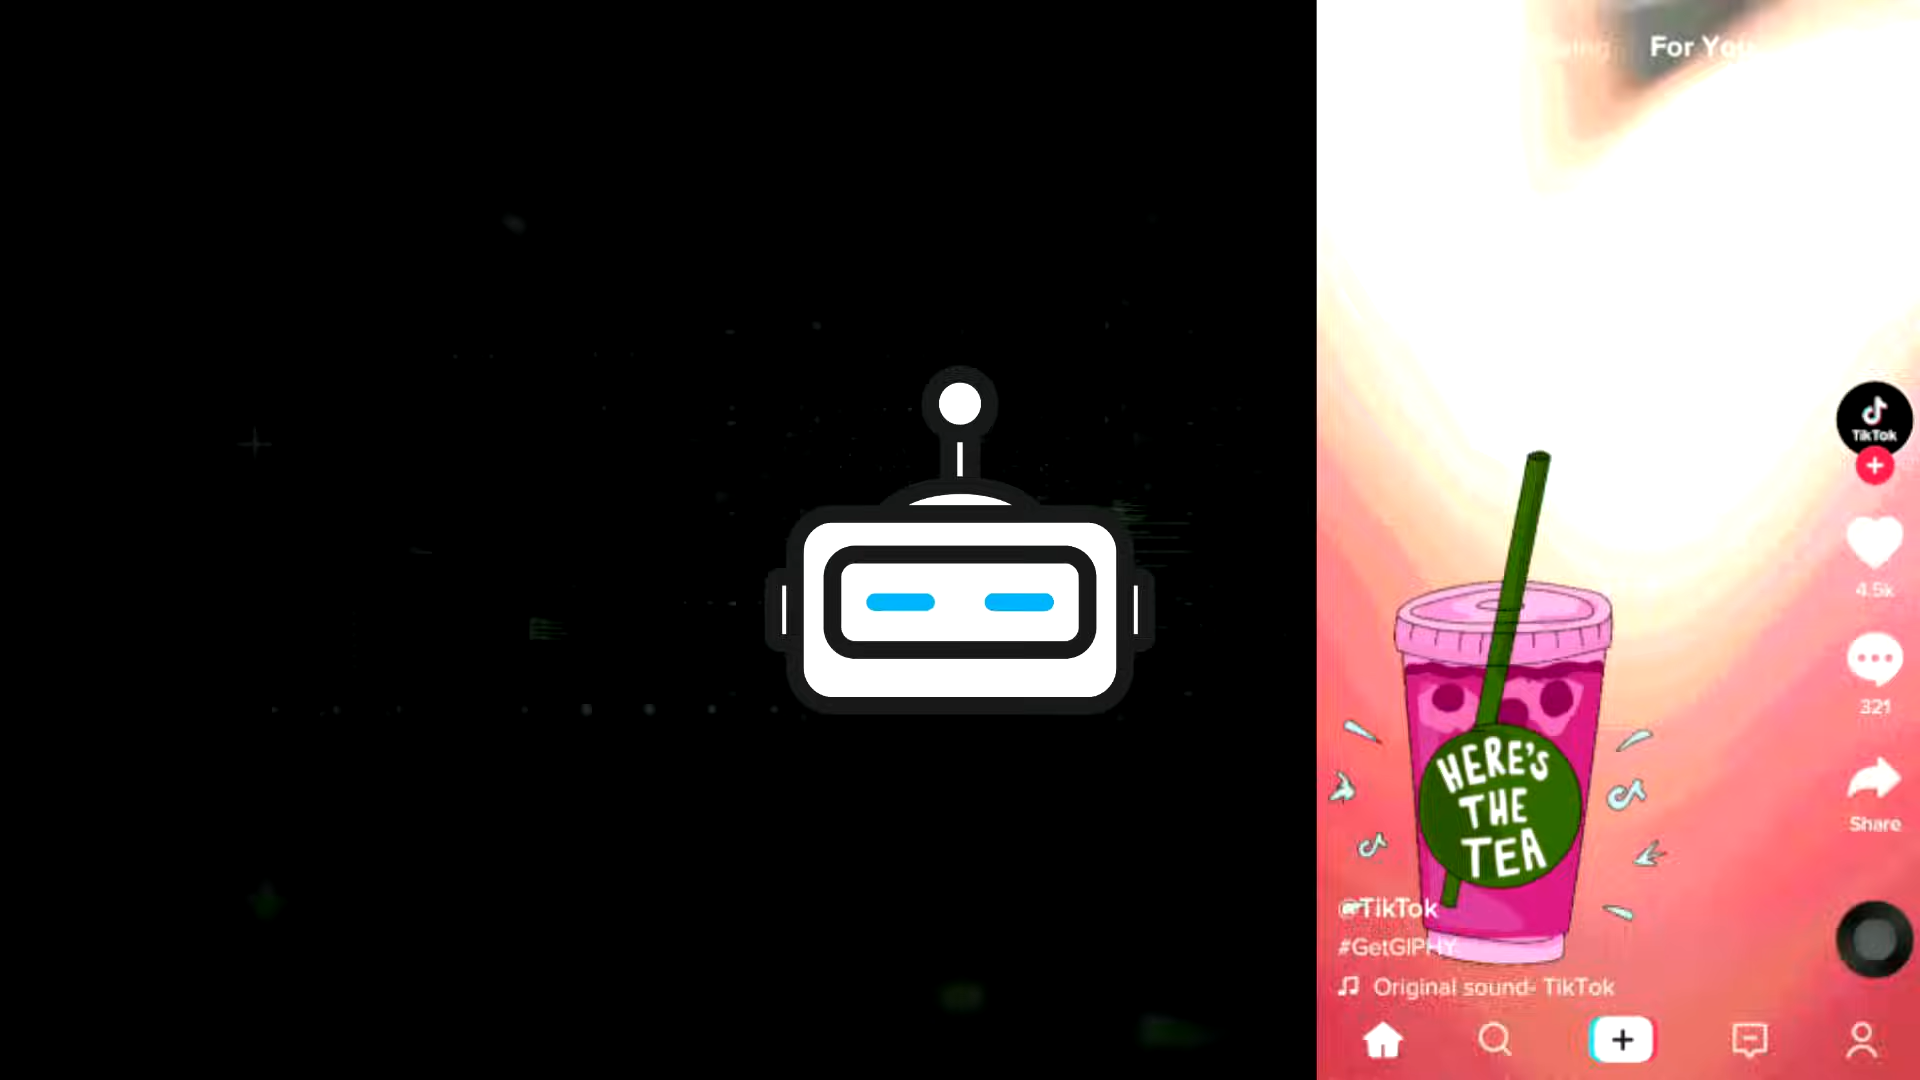 For You
TikTok
4.5k
321
HERE'S
THE
TEA
Share
@TikTok
#GetGIPHY
Original sound- TikTok